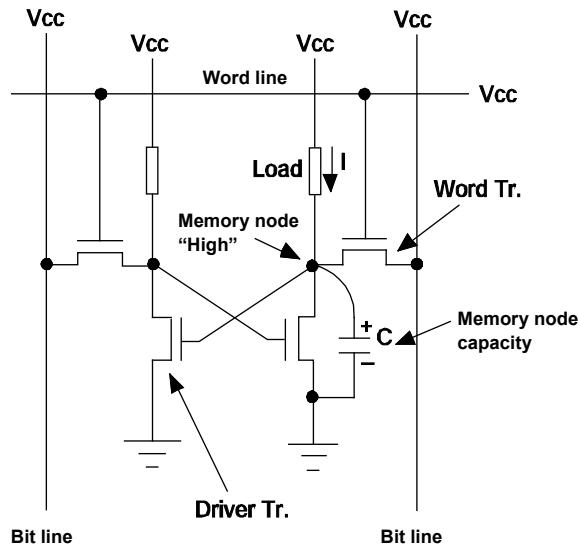 Vcc
Vcc
Vcc
Vcc
Word line
Vcc
Load
I
Word Tr.
Memory node
“High”
+
C
–
Memory node
capacity
Driver Tr.
Bit line
Bit line